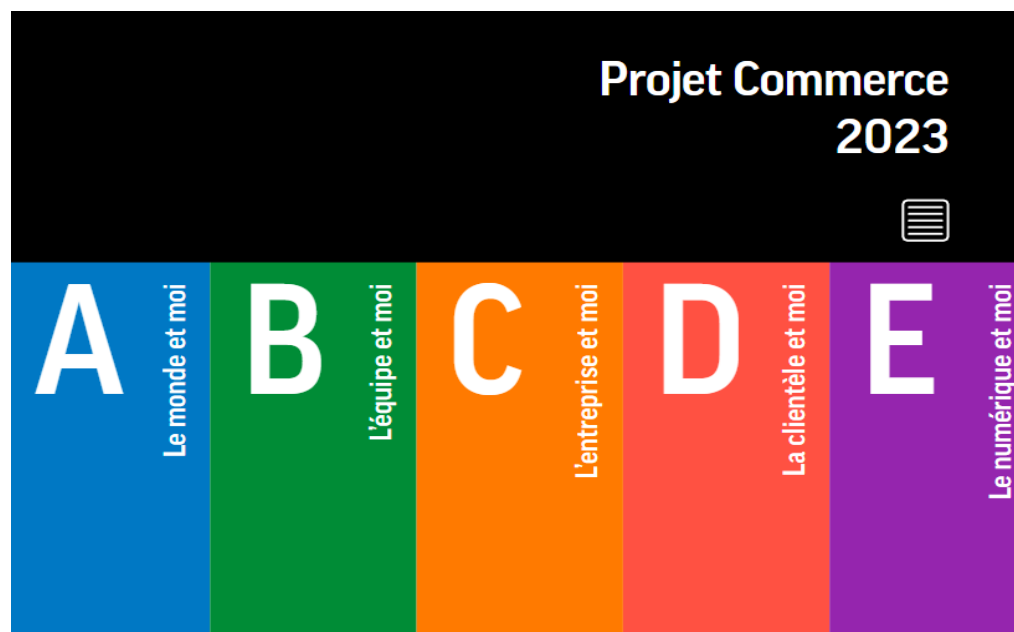 Projet Commerce
2023
A
Le monde et moi
B
L'équipe et moi
C
L'entreprise et moi
D
La clientèle et moi
E
Le numérique et moi